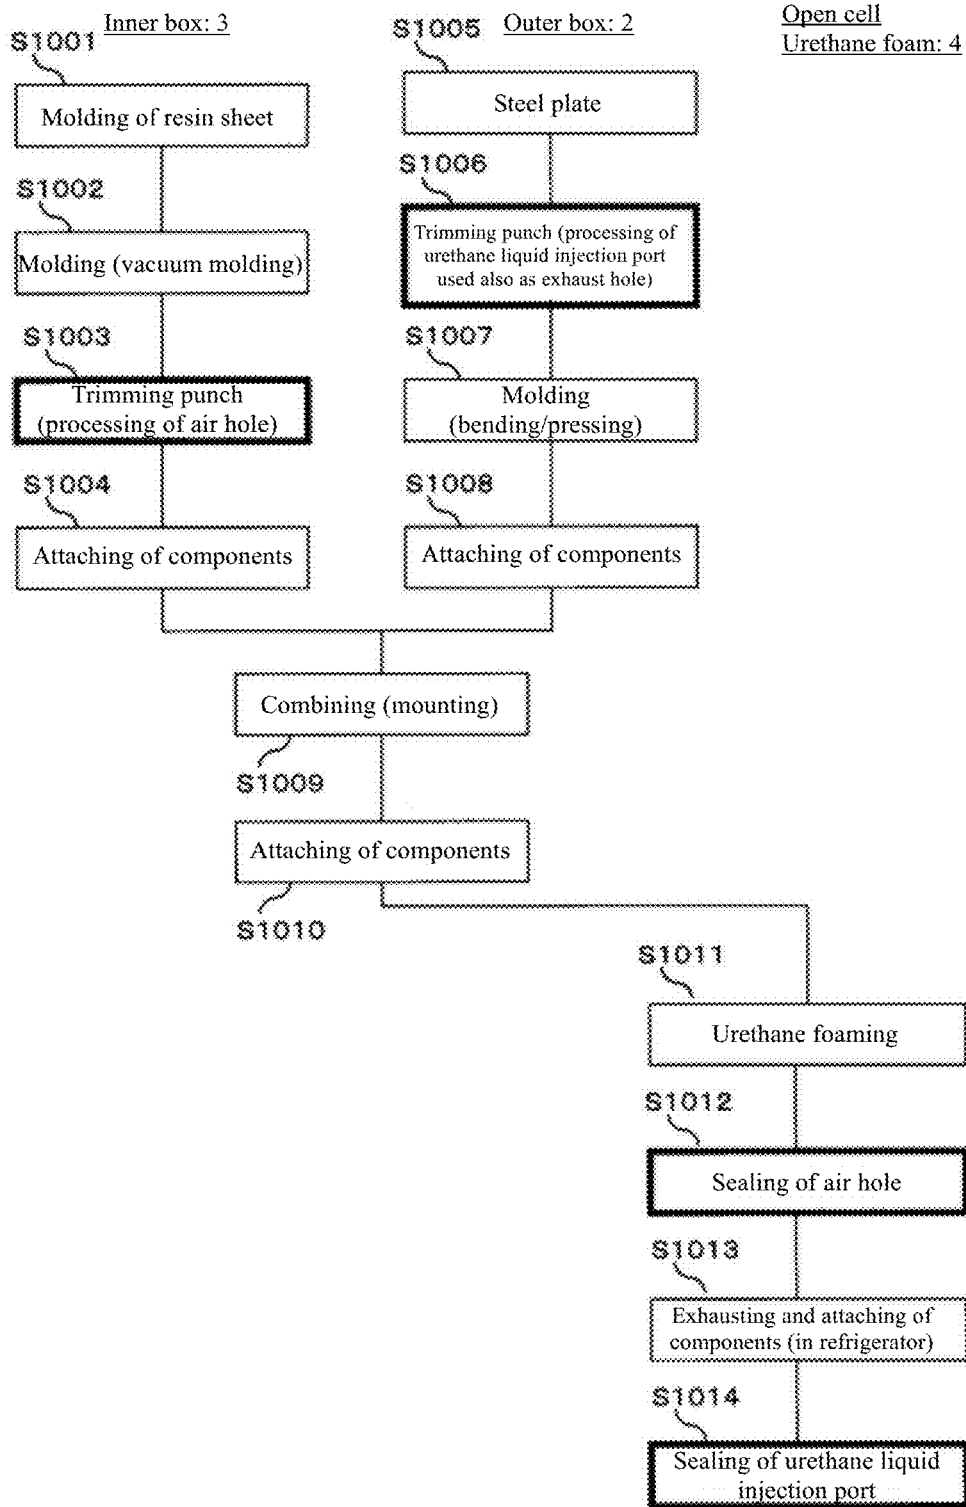 Inner box: 3
Outer box: 2
Open cell
Urethane foam: 4
S1001
Molding of resin sheet
S1005
Steel plate
S1002
Molding (vacuum molding)
S1006
Trimming punch (processing of
urethane liquid injection port
used also as exhaust hole)
S1003
Trimming punch
(processing of air hole)
S1007
Molding
(bending/pressing)
S1004
Attaching of components
S1008
Attaching of components
Combining (mounting)
S1009
Attaching of components
S1010
S1011
Urethane foaming
S1012
Sealing of air hole
S1013
Exhausting and attaching of
components (in refrigerator)
S1014
Sealing of urethane liquid
injection port